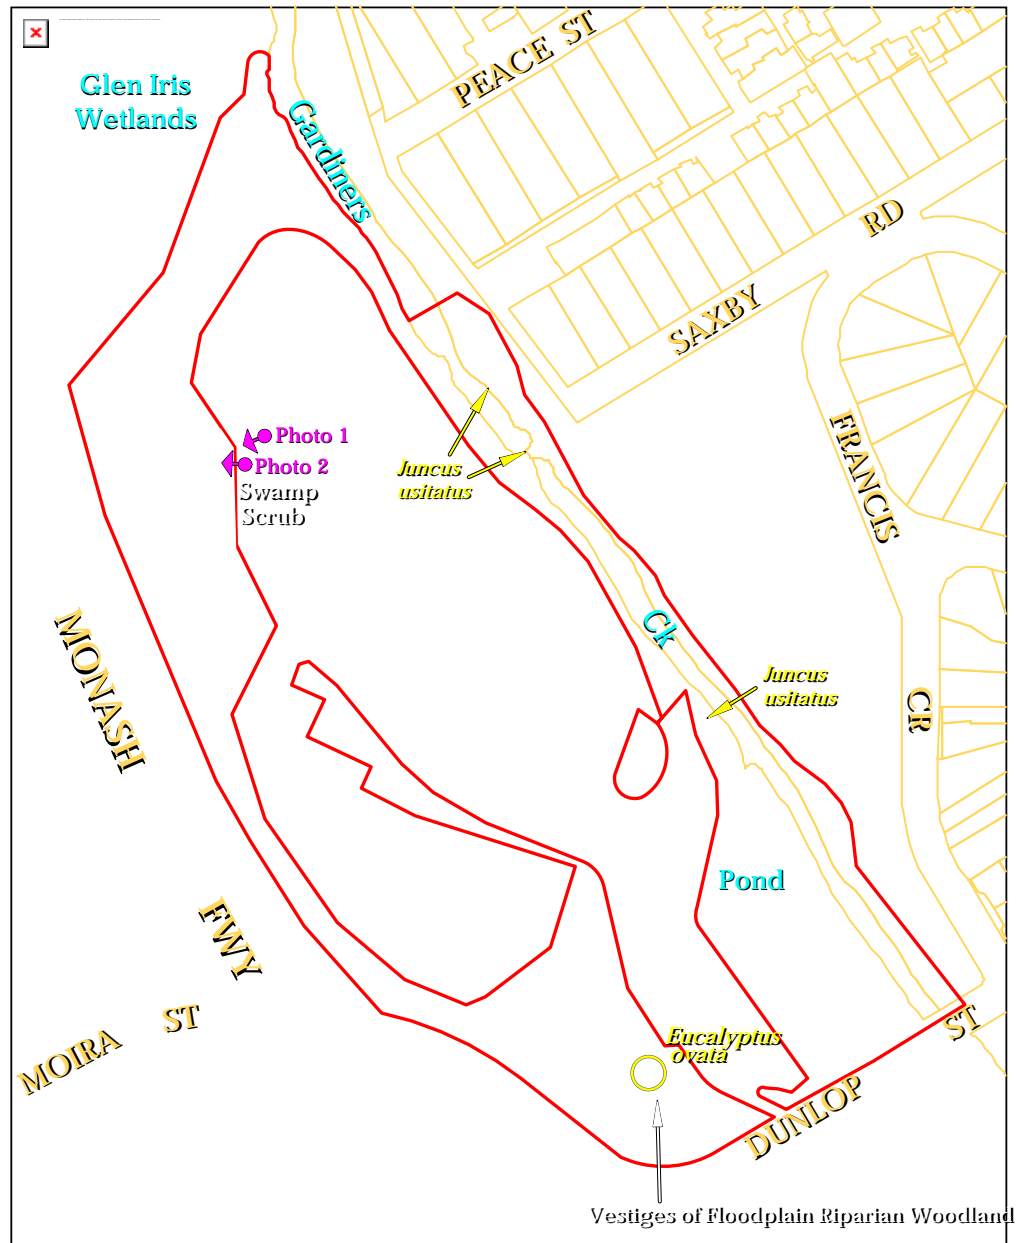 PEACE ST
Glen Iris
Wetlands
Gardiners
RD
SAXBY
FRANCIS
Photo 1
Photo 2
Juncus
usitatus
Swamp
Scrub
Ck
MONASH
Juncus
usitatus
CR
Pond
FWY
MOIRA ST
Eucalyptus
ovata
DUNLOP ST
Vestiges of Floodplain Riparian Woodland